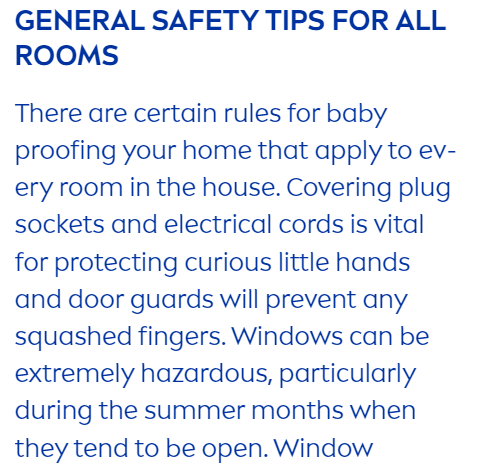 GENERAL SAFETY TIPS FOR ALL
ROOMS
There are certain rules for baby
proofing your home that apply to ev-
ery room in the house. Covering plug
sockets and electrical cords is vital
for protecting curious little hands
and door guards will prevent any
squashed fingers. Windows can be
extremely hazardous, particularly
during the summer months when
they tend to be open. Window